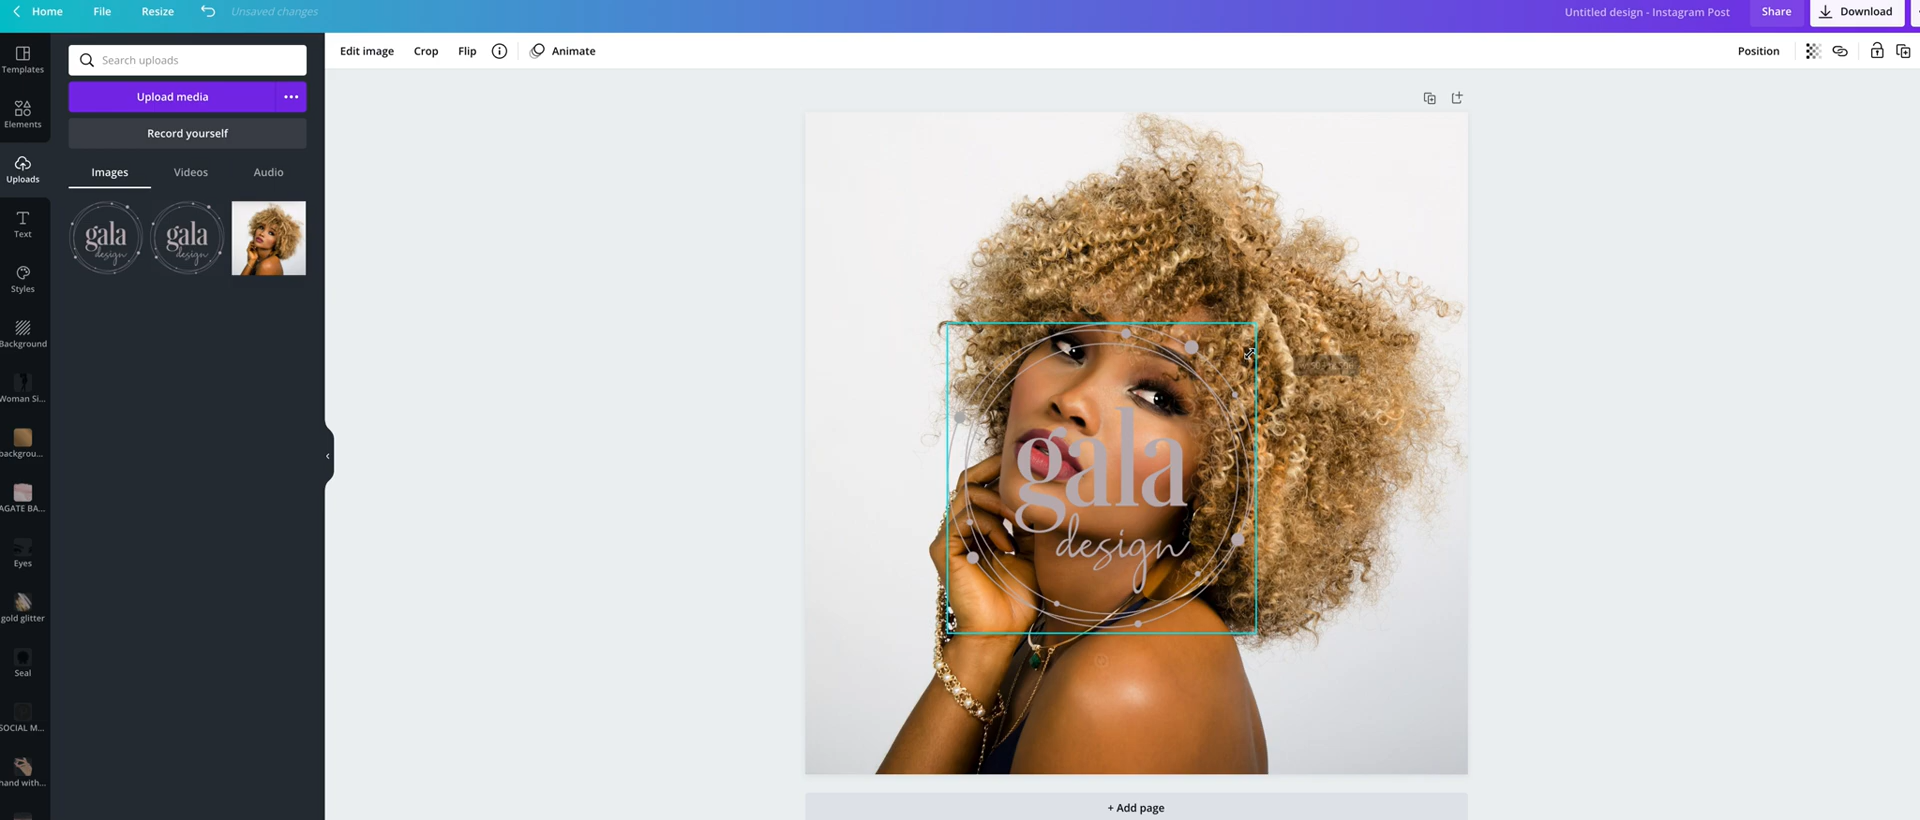 Home File Resize Unsaved changes Untitled design - Instagram Post Share Download
Edit image Crop Flip Animate Position
Templates
Elements
Uploads
Text
Styles
Background
Woman Si...
backgrou...
AGATE BA...
Eyes
gold glitter
Seal
SOCIAL M...
hand with...
Search uploads
Upload media
Record yourself
Images Videos Audio
gala
design
gala
design
gala
design
+ Add page